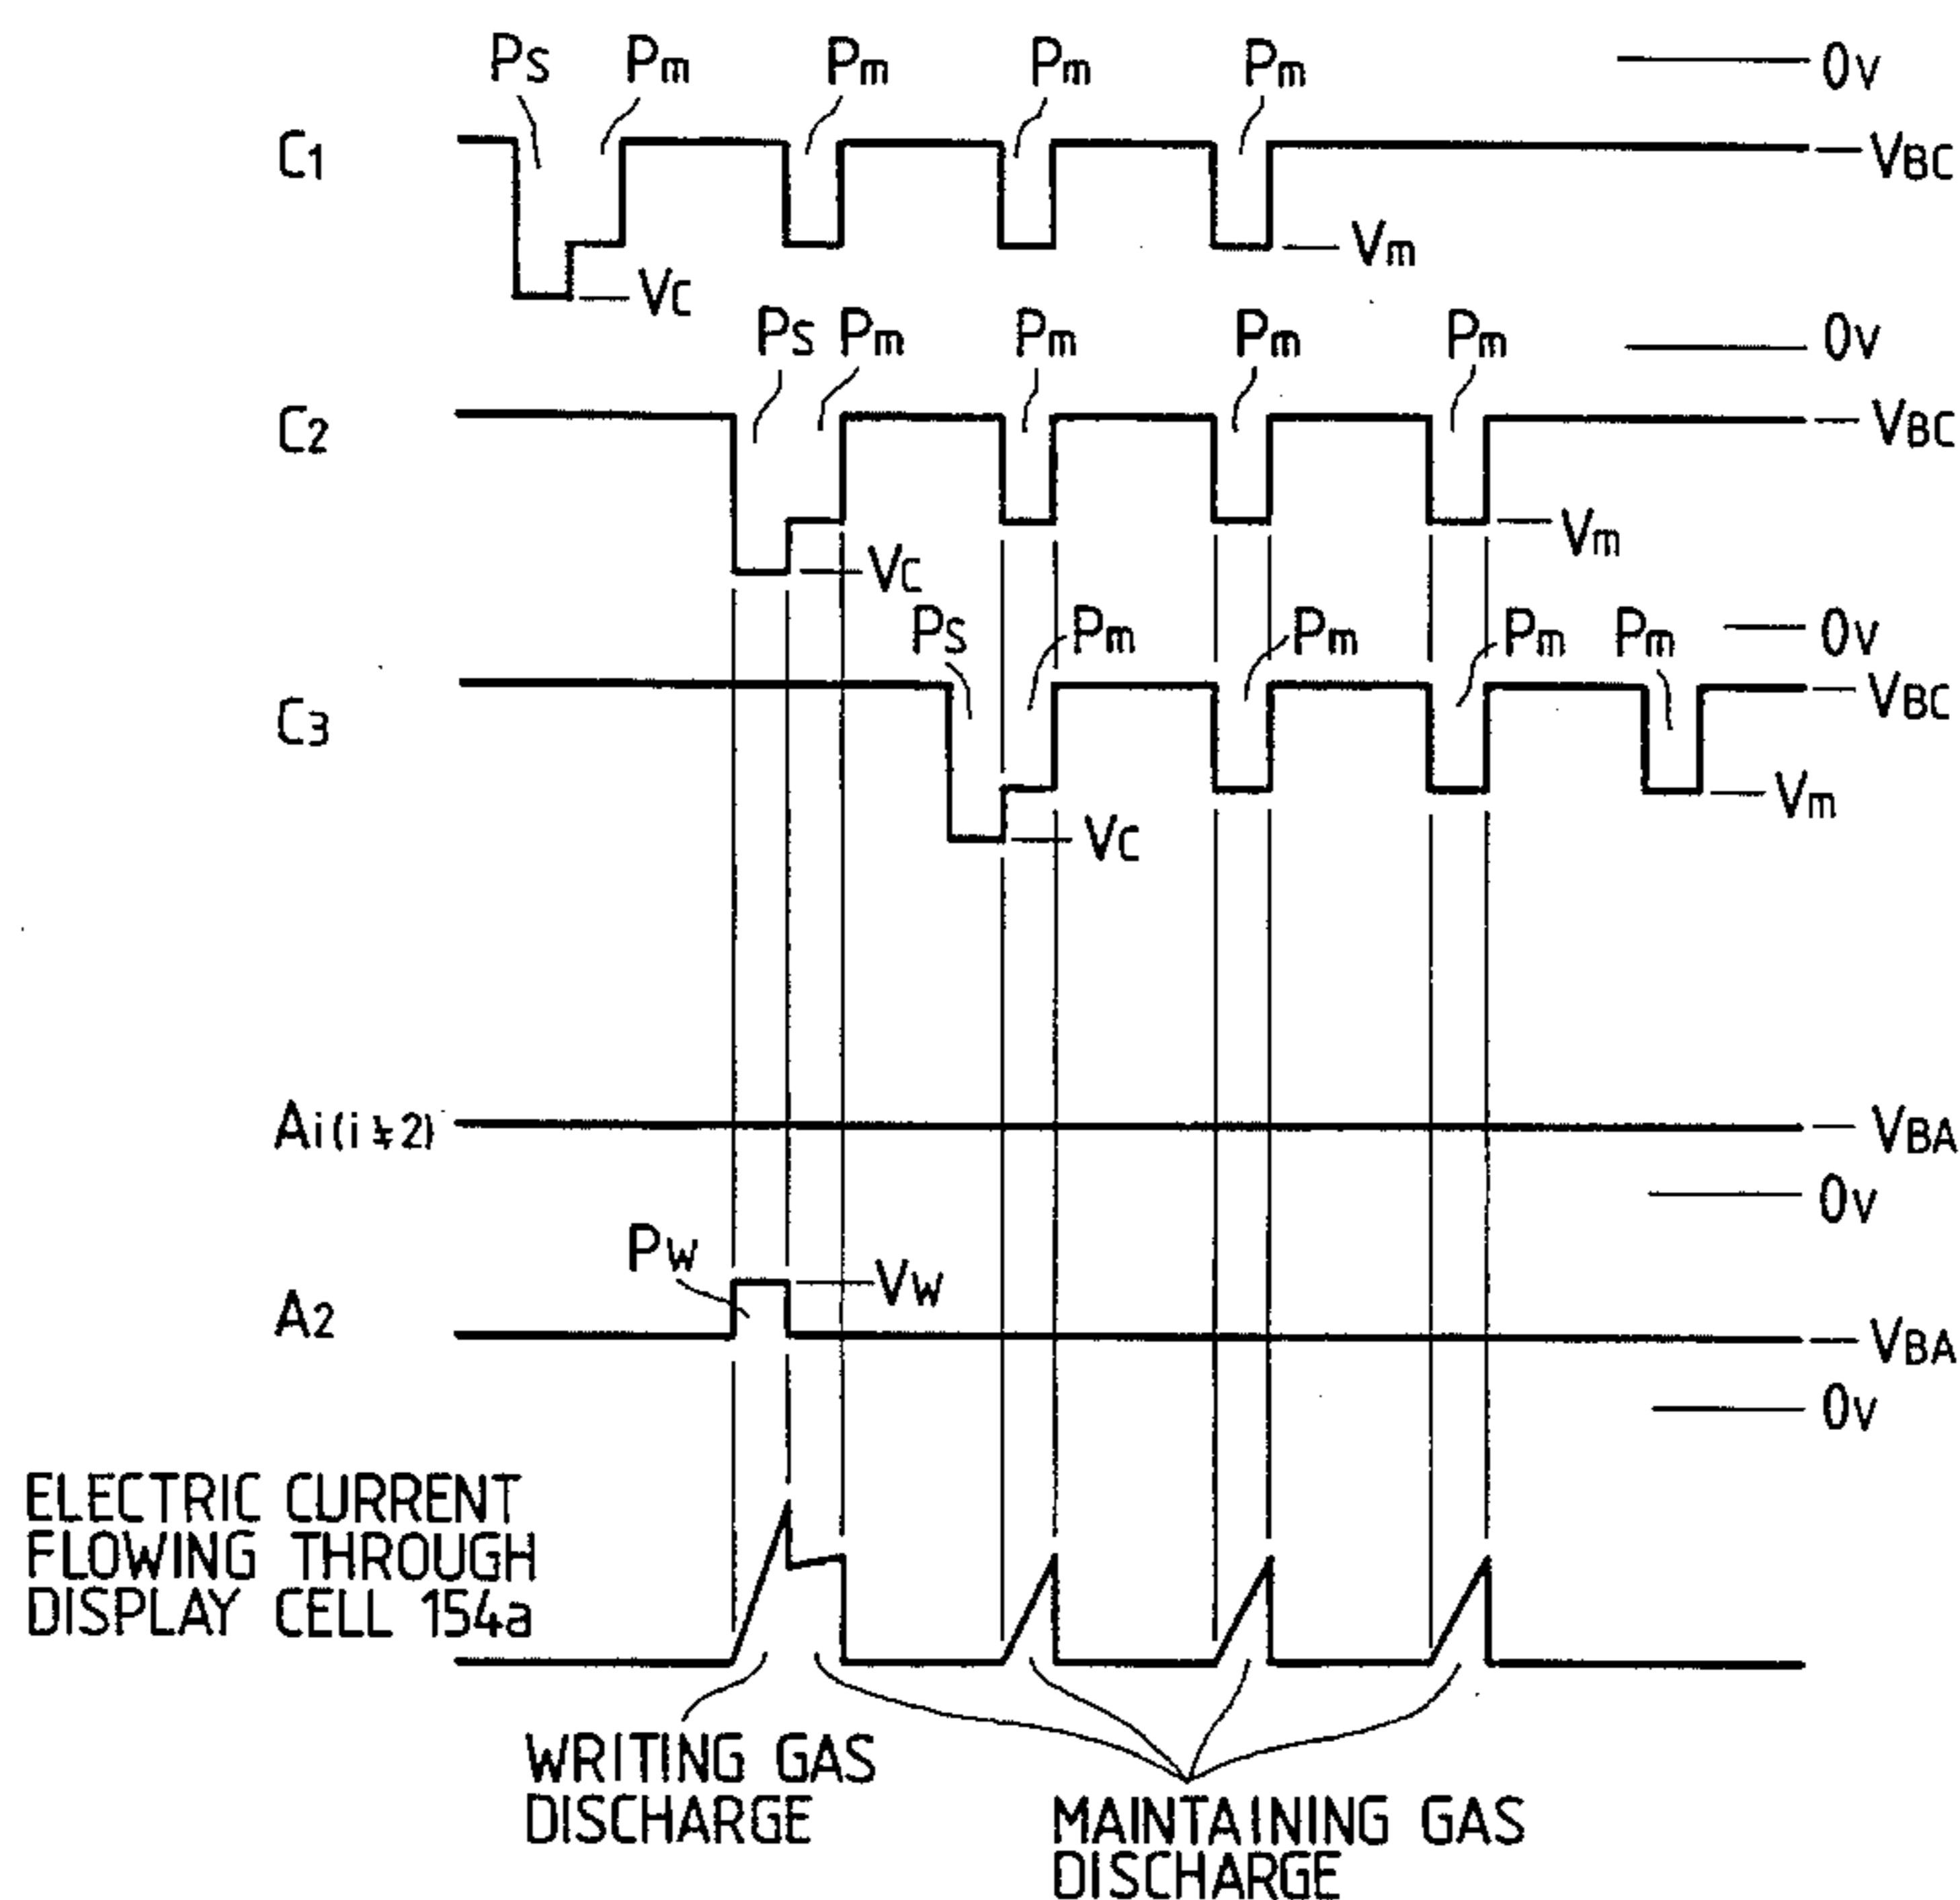 Ps Pm Pm Pm Pm 0v
C1 VBC
Vm
Vc
Ps Pm Pm Pm Pm 0v
C2 VBC
Vm
Vc
Ps Pm Pm Pm Pm 0v
C3 VBC
Vm
Vc
Ai(i≠2) VBA
0v
Pw Vw
A2 VBA
0v
ELECTRIC CURRENT
FLOWING THROUGH
DISPLAY CELL 154a
WRITING GAS
DISCHARGE
MAINTAINING GAS
DISCHARGE